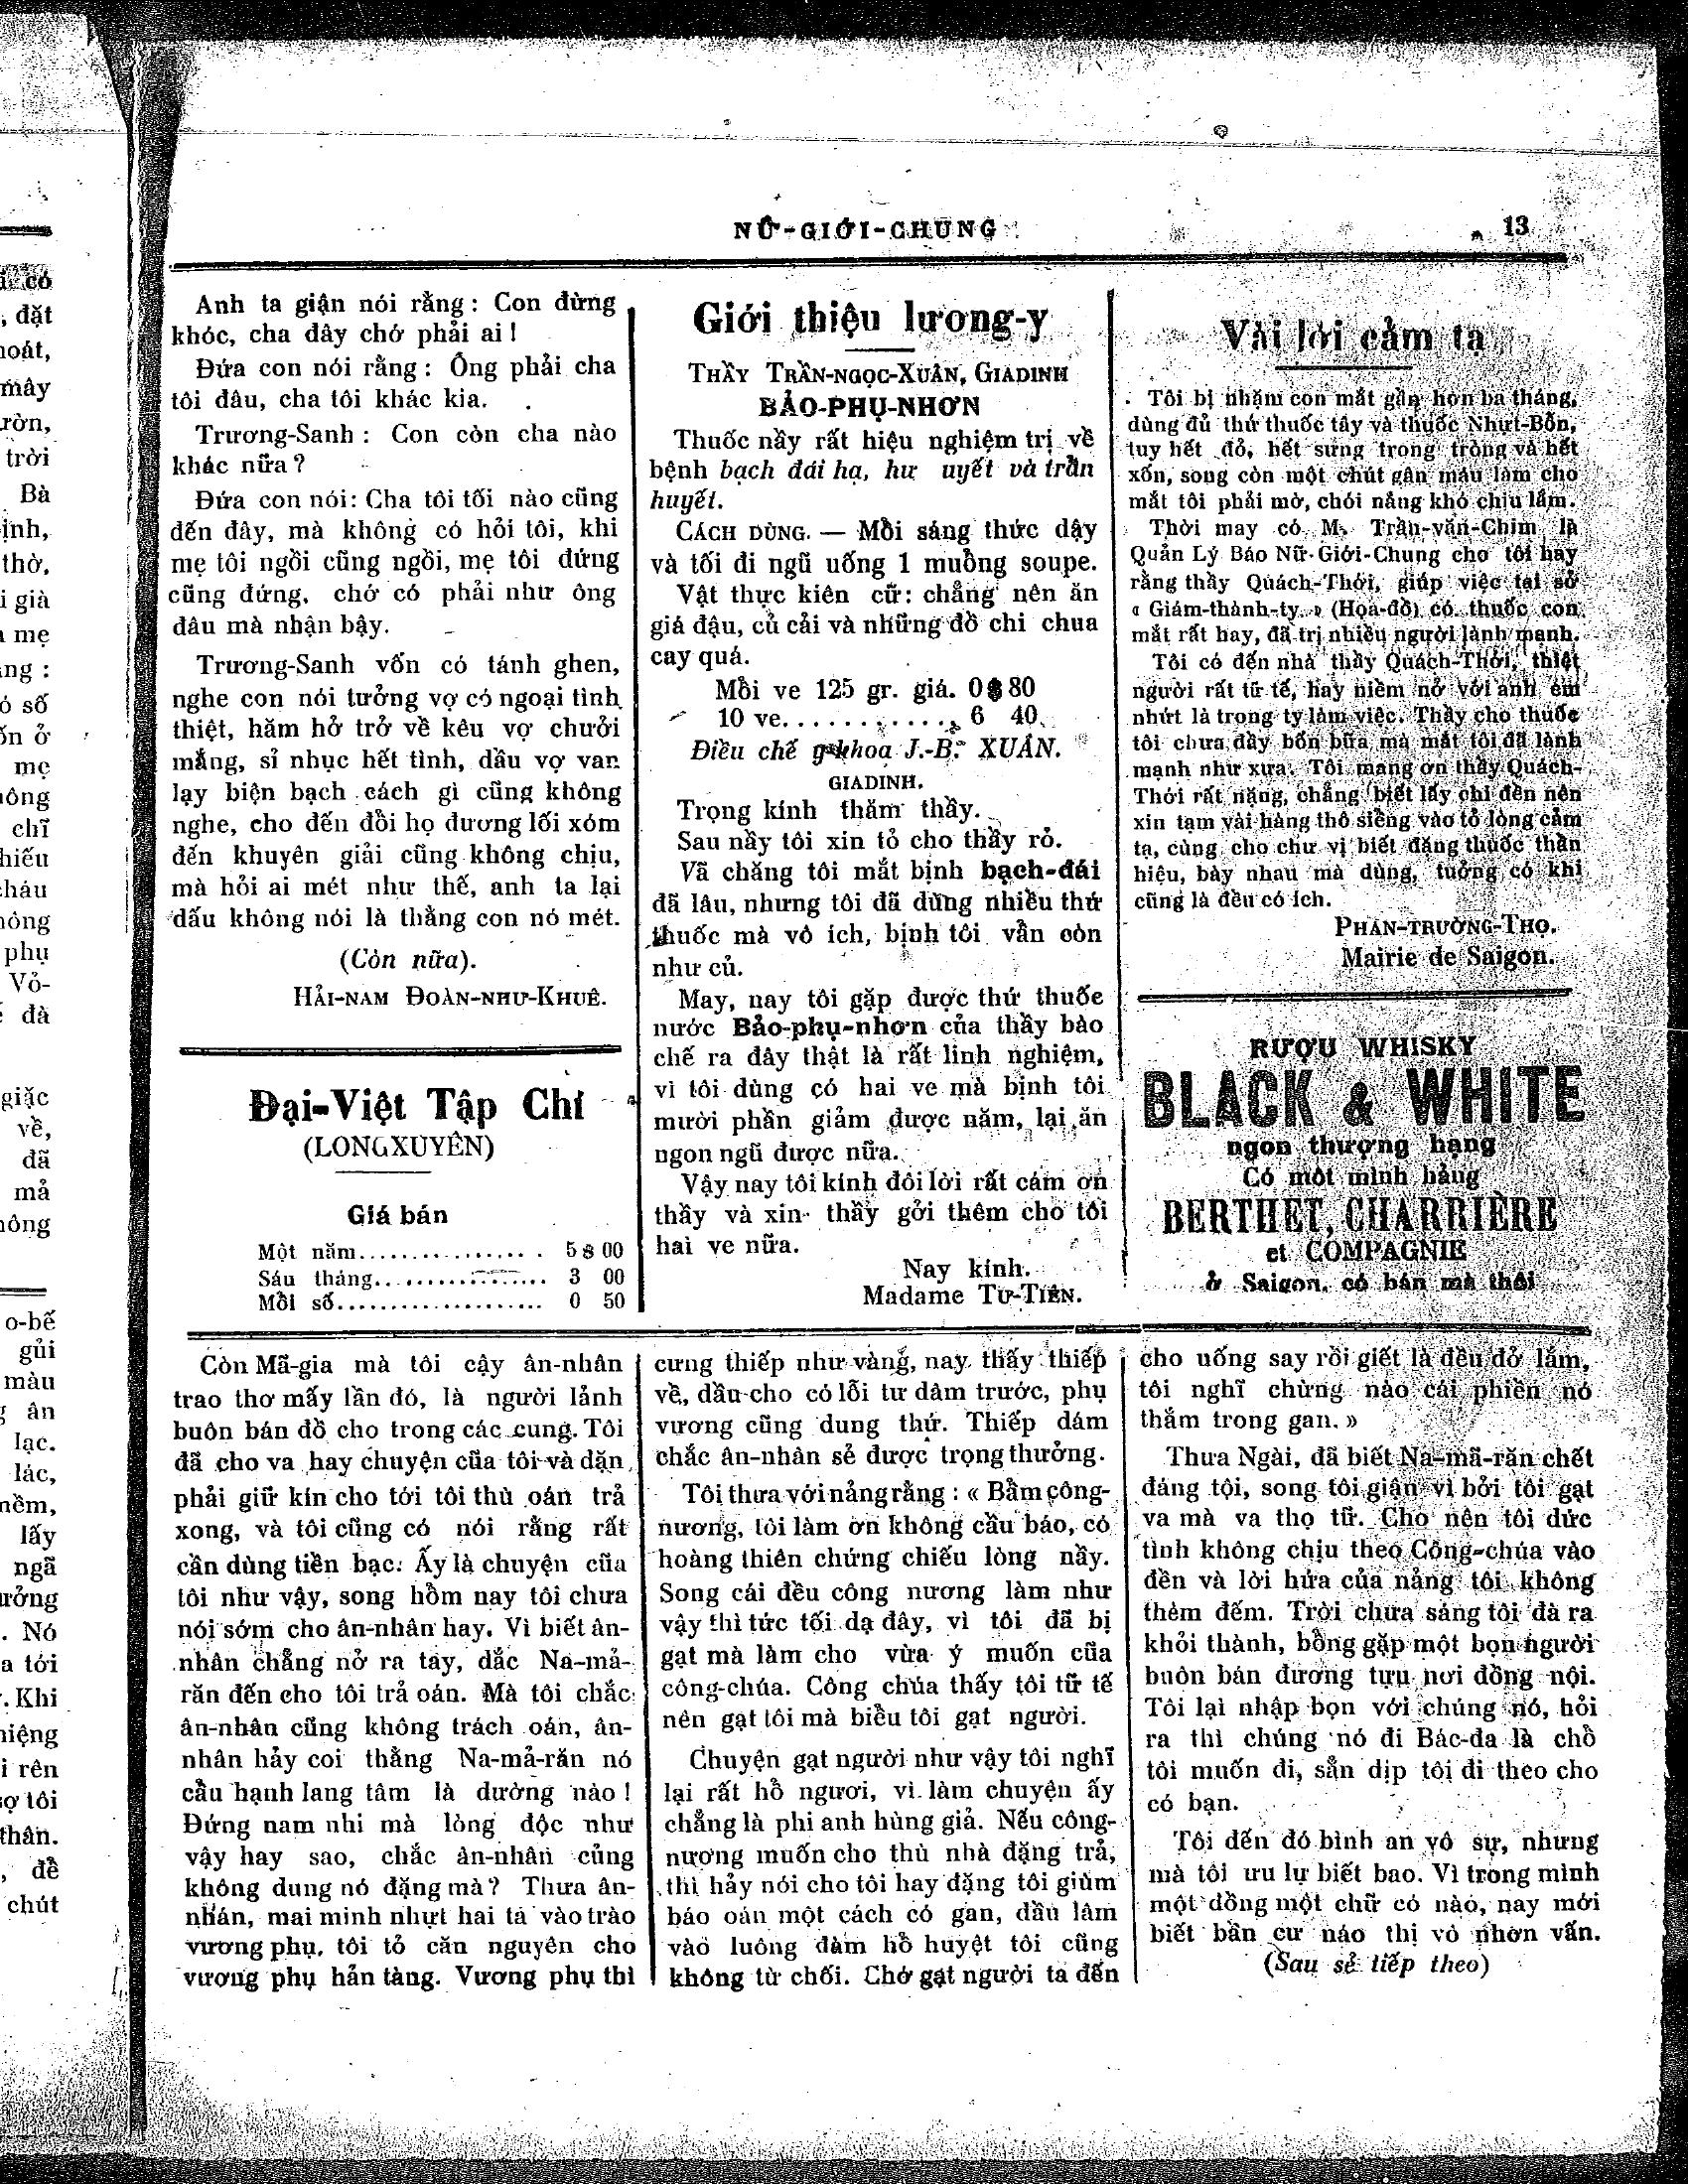 NỮ-GIỚI-CHUNG
13
Anh ta giận nói rằng : Con đừng
khóc, cha đây chớ phải ai !
Đứa con nói rằng : Ông phải cha
tôi đâu, cha tôi khác kia.
Trương-Sanh : Con còn cha nào
khác nữa ?
Đứa con nói : Cha tôi tối nào cũng
đến đây, mà không có hỏi tôi, khi
mẹ tôi ngồi cũng ngồi, mẹ tôi đứng
cũng đứng, chớ có phải như ông
đâu mà nhận bậy.
Trương-Sanh vốn có tánh ghen,
nghe con nói tưởng vợ có ngoại tình
thiệt, hăm hở trở về kêu vợ chưởi
mắng, sỉ nhục hết tình, dầu vợ van
lạy biện bạch cách gì cũng không
nghe, cho đến đỗi họ đương lối xóm
đến khuyên giải cũng không chịu,
mà hỏi ai mét như thế, anh ta lại
dấu không nói là thằng con nó mét.
(Còn nữa).
HẢI-NAM ĐOÀN-NHƯ-KHUÊ.
Đại-Việt Tập Chí
(LONGXUYÊN)
Giá bán
Một năm................. 5 $ 00
Sáu tháng................. 3 00
Mỗi số..................... 0 50
Giới thiệu lương-y
THẦY TRẦN-NGỌC-XUÂN, GIADINH
BẢO-PHỤ-NHƠN
Thuốc nầy rất hiệu nghiệm trị về
bệnh bạch đái hạ, hư uyết và trần
huyết.
CÁCH DÙNG. — Mỗi sáng thức dậy
và tối đi ngũ uống 1 muỗng soupe.
Vật thực kiên cữ : chẳng nên ăn
giá đậu, củ cải và những đồ chi chua
cay quá.
Mỗi ve 125 gr. giá. 0 $ 80
10 ve............. 6 40
Điều chế khoa J.-B. XUÂN.
GIADINH.
Trọng kính thăm thầy.
Sau nầy tôi xin tỏ cho thầy rỏ.
Vã chăng tôi mắt bịnh bạch-đái
đã lâu, nhưng tôi đã dùng nhiều thứ
thuốc mà vô ích, bịnh tôi vẫn còn
như củ.
May, nay tôi gặp được thứ thuốc
nước Bảo-phụ-nhơn của thầy bào
chế ra đây thật là rất linh nghiệm,
vì tôi dùng có hai ve mà bịnh tôi
mười phần giảm được năm, lại ăn
ngon ngũ được nữa.
Vậy nay tôi kính đôi lời rất cám ơn
thầy và xin thầy gởi thêm cho tôi
hai ve nữa.
Nay kính.
Madame TƯ-TIÊN.
Vài lời cảm tạ
Tôi bị nhặm con mắt gần hơn ba tháng,
dùng đủ thứ thuốc tây và thuốc Nhựt-Bổn,
tuy hết đỏ, hết sưng trong tròng và hết
xốn, song còn một chút gân máu làm cho
mắt tôi phải mờ, chói nắng khó chịu lắm.
Thời may có M. Trần-văn-Chim là
Quản Lý Báo Nữ-Giới-Chung cho tôi hay
rằng thầy Quách-Thới, giúp việc tại sở
« Giám-thành-ty » (Họa-đồ) có thuốc con
mắt rất hay, đã trị nhiều người lành mạnh.
Tôi có đến nhà thầy Quách-Thới, thiệt
người rất tử tế, hay niềm nở với anh em
nhứt là trong ty làm việc. Thầy cho thuốc
tôi chưa đầy bốn bữa mà mắt tôi đã lành
mạnh như xưa. Tôi mang ơn thầy Quách-
Thới rất nặng, chẳng biết lấy chi đền nên
xin tạm vài hàng thô siềng vào tỏ lòng cảm
tạ, cùng cho chư vị biết đặng thuốc thần
hiệu, bày nhau mà dùng, tưởng có khi
cũng là đều có ích.
PHAN-TRƯỜNG-THỌ.
Mairie de Saigon.
RƯỢU WHISKY
BLACK & WHITE
ngon thượng hạng
Có một mình hảng
BERTHET, CHARRIÈRE
et COMPAGNIE
ở Saigon. có bán mà thôi
Còn Mã-gia mà tôi cậy ân-nhân
trao thơ mấy lần đó, là người lảnh
buôn bán đồ cho trong các cung. Tôi
đã cho va hay chuyện của tôi và dặn
phải giữ kín cho tới tôi thù oán trả
xong, và tôi cũng có nói rằng rất
cần dùng tiền bạc. Ấy là chuyện của
tôi như vậy, song hôm nay tôi chưa
nói sớm cho ân-nhân hay. Vì biết ân-
nhân chẳng nở ra tay, dắc Na-mả-
răn đến cho tôi trả oán. Mà tôi chắc
ân-nhân cũng không trách oán, ân-
nhân hảy coi thằng Na-mả-răn nó
cầu hạnh lang tâm là dường nào !
Đứng nam nhi mà lòng độc như
vậy hay sao, chắc ân-nhân củng
không dung nó đặng mà ? Thưa ân-
nhân, mai minh nhựt hai ta vào trào
vương phụ, tôi tỏ căn nguyên cho
vương phụ hản tàng. Vương phụ thì
cưng thiếp như vàng, nay thấy thiếp
về, dầu cho có lỗi tư dâm trước, phụ
vương cũng dung thứ. Thiếp dám
chắc ân-nhân sẻ được trọng thưởng.
Tôi thưa với nảng rằng : « Bẩm công-
nương, tôi làm ơn không cầu báo, có
hoàng thiên chứng chiếu lòng nầy.
Song cái đều công nương làm như
vậy thì tức tối dạ đây, vì tôi đã bị
gạt mà làm cho vừa ý muốn của
công-chúa. Công chúa thấy tôi tữ tế
nên gạt tôi mà biểu tôi gạt người.
Chuyện gạt người như vậy tôi nghĩ
lại rất hổ ngươi, vì làm chuyện ấy
chẳng là phi anh hùng giả. Nếu công-
nương muốn cho thù nhà đặng trả,
thì hảy nói cho tôi hay đặng tôi giùm
báo oán một cách có gan, dầu lâm
vào luông đàm hổ huyệt tôi cũng
không từ chối. Chớ gạt người ta đến
cho uống say rồi giết là đều đở lắm,
tôi nghĩ chừng nào cái phiền nó
thắm trong gan. »
Thưa Ngài, đã biết Na-mã-răn chết
đáng tội, song tôi giận vì bởi tôi gạt
va mà va thọ tữ. Cho nên tôi dức
tình không chịu theo Công-chúa vào
đền và lời hứa của nảng tôi không
thèm đếm. Trời chưa sáng tôi đà ra
khỏi thành, bỗng gặp một bọn người
buôn bán đương tựu nơi đồng nội.
Tôi lại nhập bọn với chúng nó, hỏi
ra thì chúng nó đi Bác-đa là chỗ
tôi muốn đi, sẳn dịp tôi đi theo cho
có bạn.
Tôi đến đó bình an vô sự, nhưng
mà tôi ưu lự biết bao. Vì trong mình
một đồng một chữ có nào, nay mới
biết bần cư náo thị vô nhơn vấn.
(Sau sẻ tiếp theo)